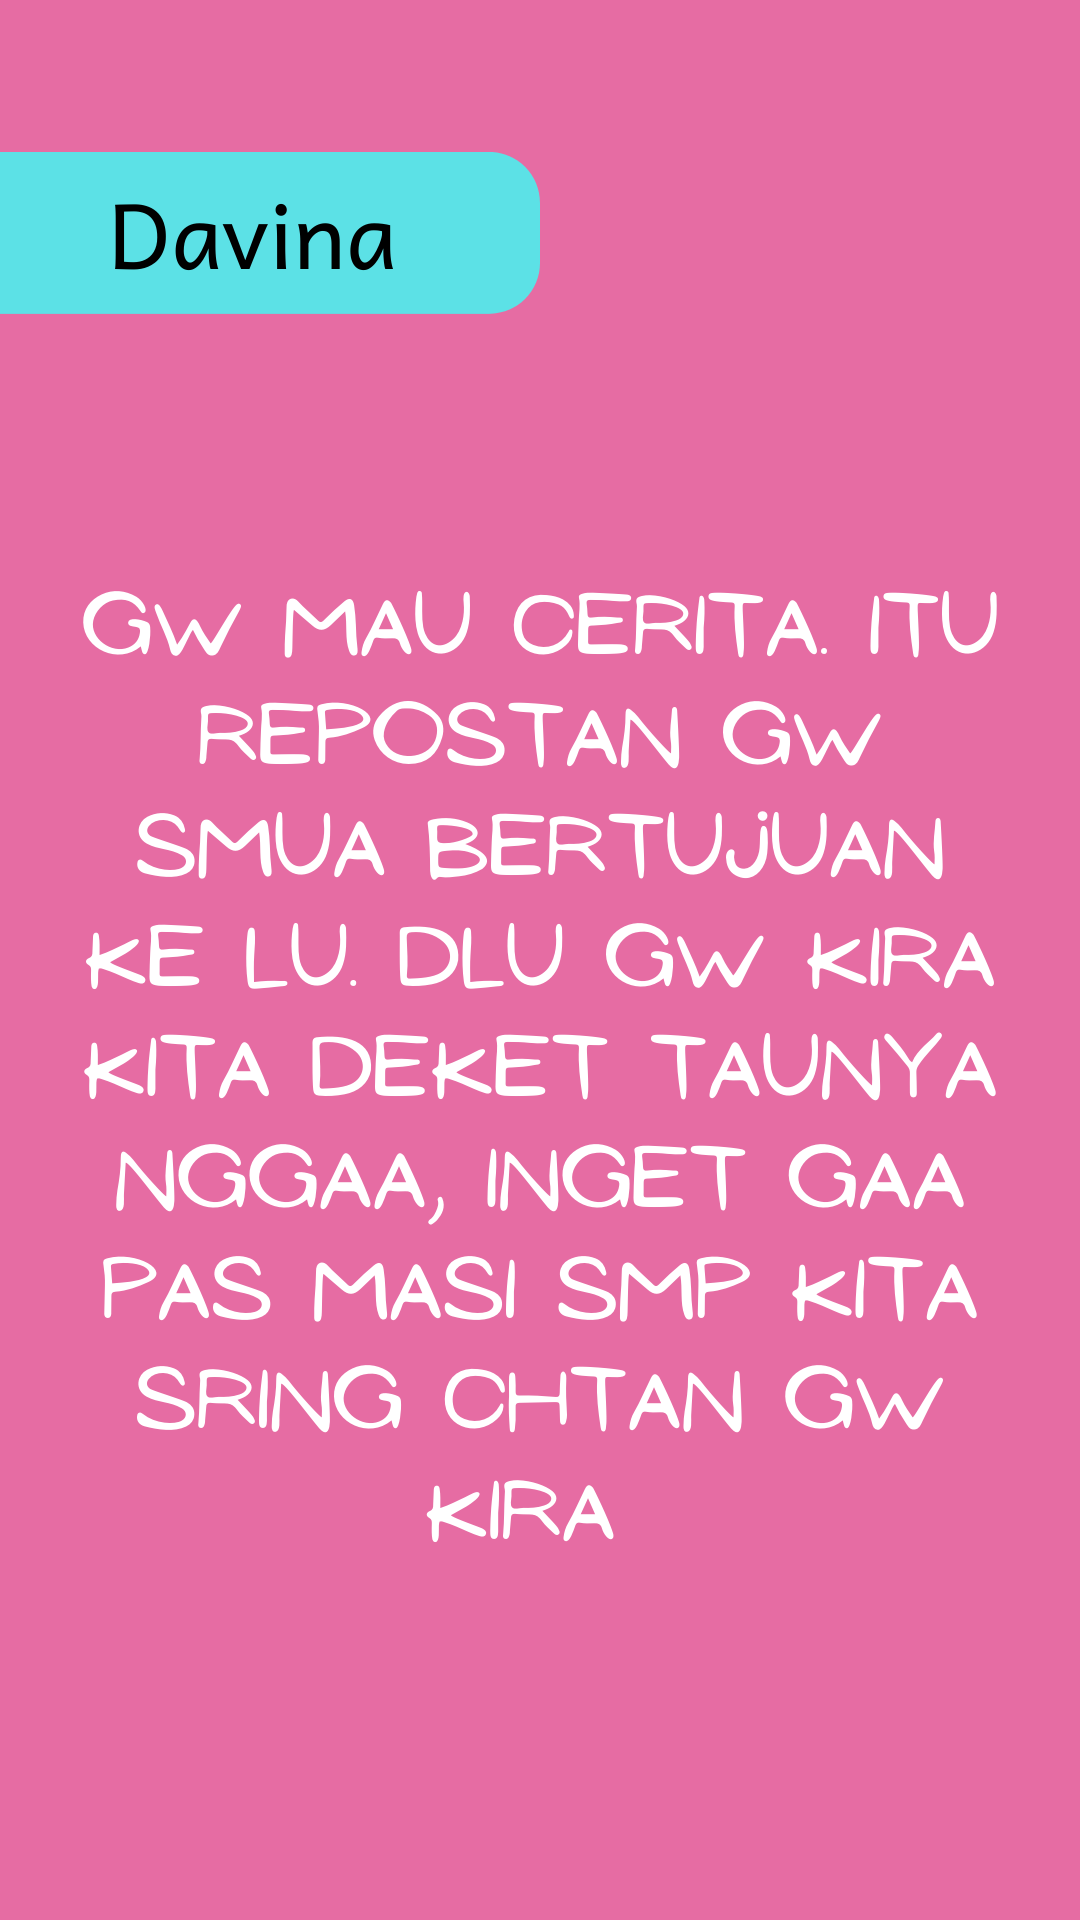 Davina
GW MAU CERITA. ITU
REPOSTAN GW
SMUA BERTUJUAN
KE LU. DLU GW KIRA
KITA DEKET TAUNYA
NGGAA, INGET GAA
PAS MASI SMP KITA
SRING CHTAN GW
KIRA